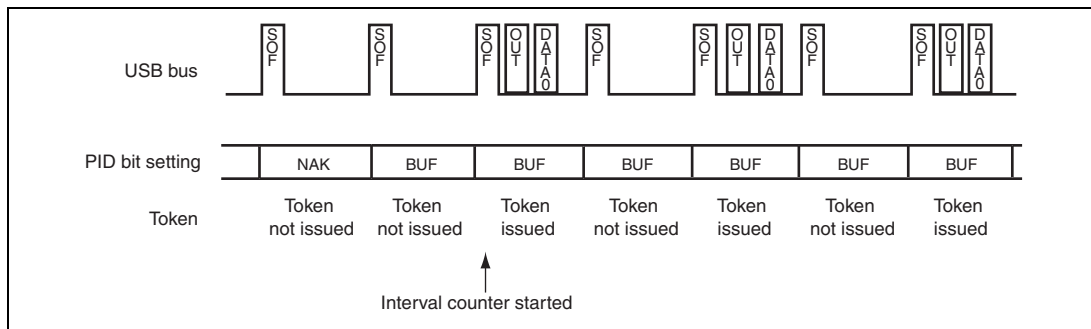 SOF SOF SOF OUT DATA0 SOF SOF OUT DATA0 SOF SOF OUT DATA0
USB bus
PID bit setting NAK BUF BUF BUF BUF BUF BUF
Token Token not issued Token not issued Token issued Token not issued Token issued Token not issued Token issued
Interval counter started